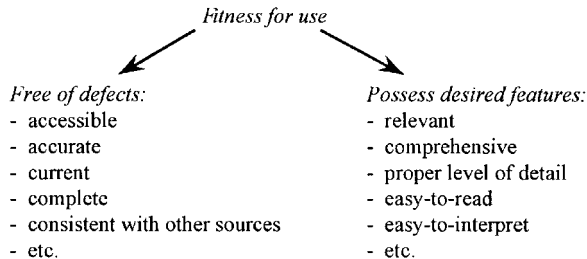 Fitness for use
Free of defects:
- accessible
- accurate
- current
- complete
- consistent with other sources
- etc.
Possess desired features:
- relevant
- comprehensive
- proper level of detail
- easy-to-read
- easy-to-interpret
- etc.